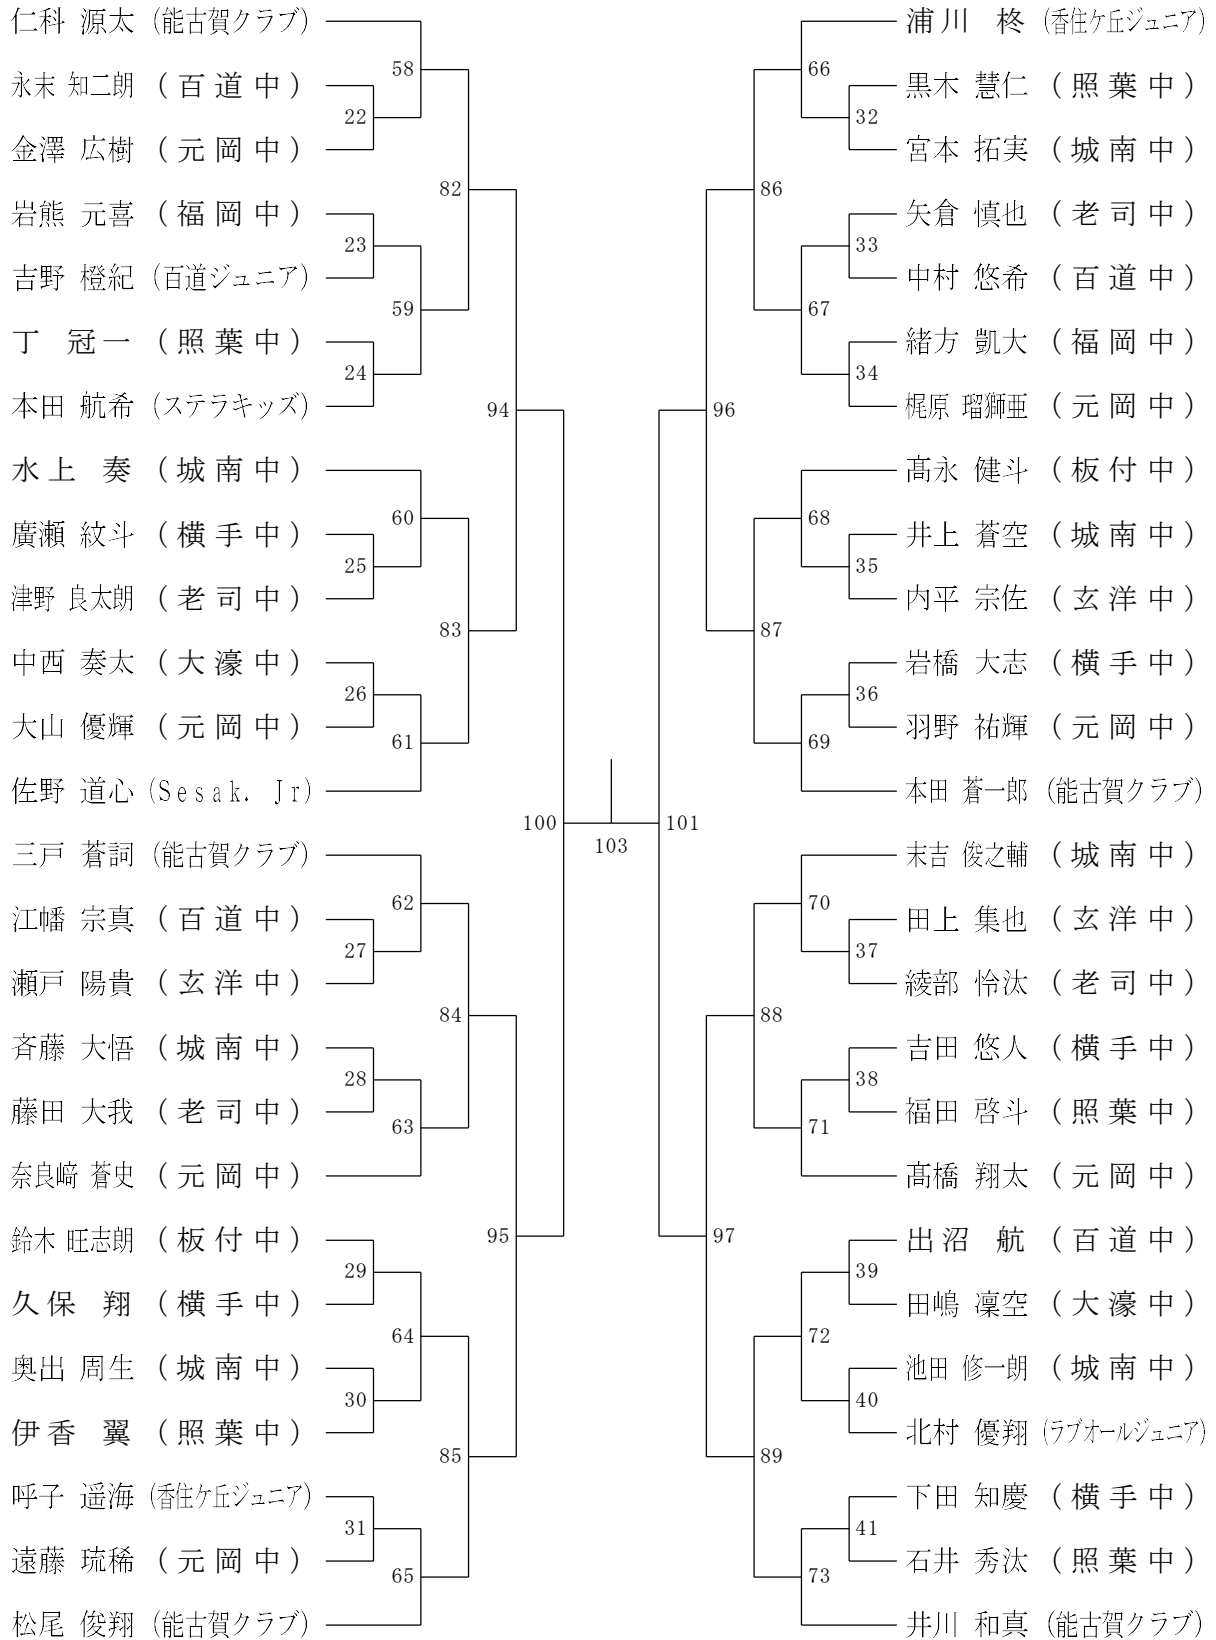 仁科 源太 (能古賀クラブ)
58
永末 知二朗 (百道中)
22
金澤 広樹 (元岡中)
82
岩熊 元喜 (福岡中)
23
吉野 橙紀 (百道ジュニア)
59
丁 冠一 (照葉中)
24
本田 航希 (ステラキッズ)
94
水上 奏 (城南中)
60
廣瀬 紋斗 (横手中)
25
津野 良太朗 (老司中)
83
中西 奏太 (大濠中)
26
大山 優輝 (元岡中)
61
佐野 道心 (Sesak. Jr)
100
三戸 蒼詞 (能古賀クラブ)
62
江幡 宗真 (百道中)
27
瀬戸 陽貴 (玄洋中)
84
斉藤 大悟 (城南中)
28
藤田 大我 (老司中)
63
奈良﨑 蒼史 (元岡中)
95
鈴木 旺志朗 (板付中)
29
久保 翔 (横手中)
64
奥出 周生 (城南中)
30
伊香 翼 (照葉中)
85
呼子 遥海 (香住ケ丘ジュニア)
31
遠藤 琉稀 (元岡中)
65
松尾 俊翔 (能古賀クラブ)
103
浦川 柊 (香住ケ丘ジュニア)
66
黒木 慧仁 (照葉中)
32
宮本 拓実 (城南中)
86
矢倉 慎也 (老司中)
33
中村 悠希 (百道中)
67
緒方 凱大 (福岡中)
34
梶原 瑠獅亜 (元岡中)
96
髙永 健斗 (板付中)
68
井上 蒼空 (城南中)
35
内平 宗佐 (玄洋中)
87
岩橋 大志 (横手中)
36
羽野 祐輝 (元岡中)
69
本田 蒼一郎 (能古賀クラブ)
101
末吉 俊之輔 (城南中)
70
田上 集也 (玄洋中)
37
綾部 怜汰 (老司中)
88
吉田 悠人 (横手中)
38
福田 啓斗 (照葉中)
71
髙橋 翔太 (元岡中)
97
出沼 航 (百道中)
39
田嶋 凜空 (大濠中)
72
池田 修一朗 (城南中)
40
北村 優翔 (ラブオールジュニア)
89
下田 知慶 (横手中)
41
石井 秀汰 (照葉中)
73
井川 和真 (能古賀クラブ)